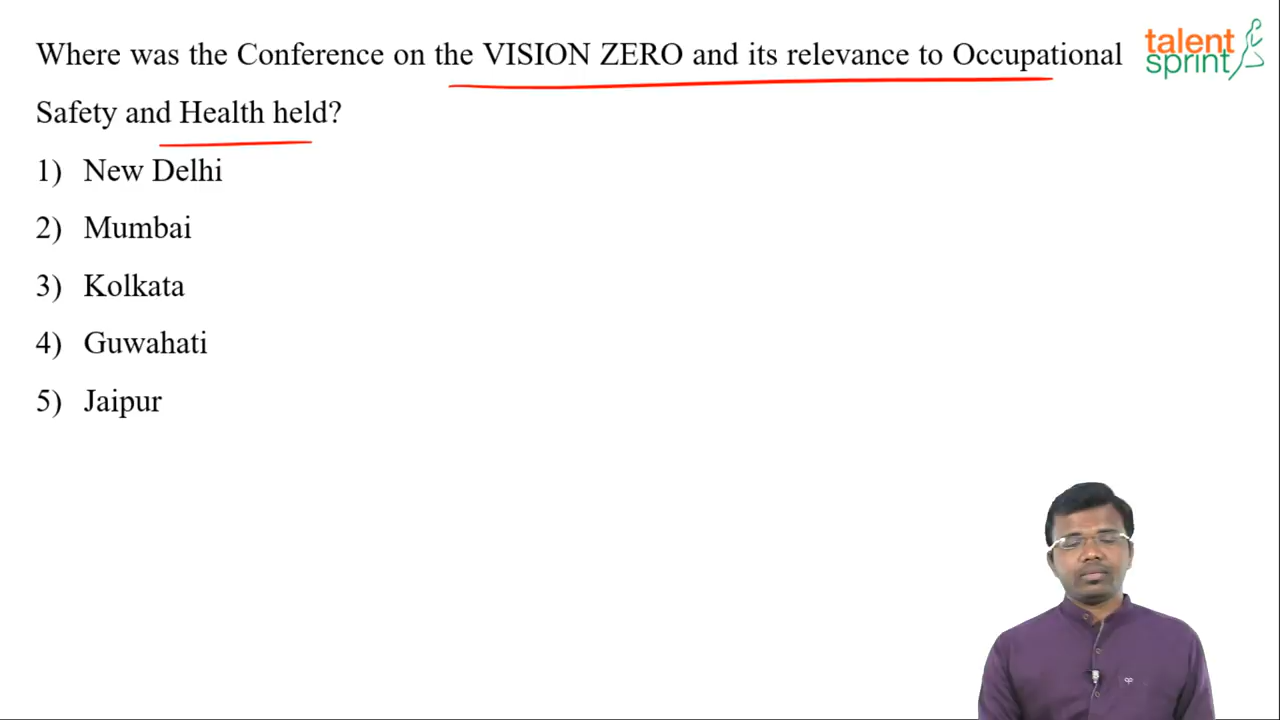 Where was the Conference on the VISION ZERO and its relevance to Occupational
Safety and Health held?
1) New Delhi
2) Mumbai
3) Kolkata
4) Guwahati
5) Jaipur
talent
sprint